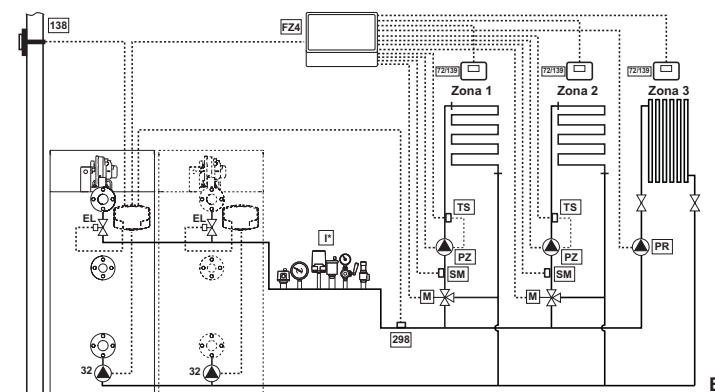 138
FZ4
72/139
72/139
72/139
Zona 1
Zona 2
Zona 3
TS
TS
EL
EL
I*
PZ
PZ
PR
SM
SM
M
M
298
32
32